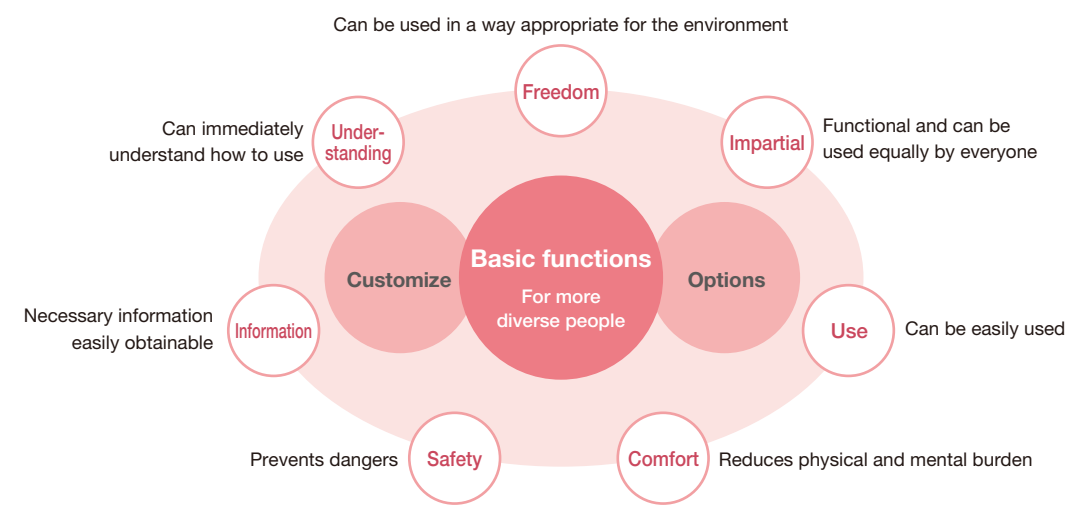 Can be used in a way appropriate for the environment
Freedom
Can immediately
understand how to use
Under-
standing
Impartial
Functional and can be
used equally by everyone
Customize
Basic functions
For more
diverse people
Options
Necessary information
easily obtainable
Information
Use
Can be easily used
Prevents dangers
Safety
Comfort
Reduces physical and mental burden